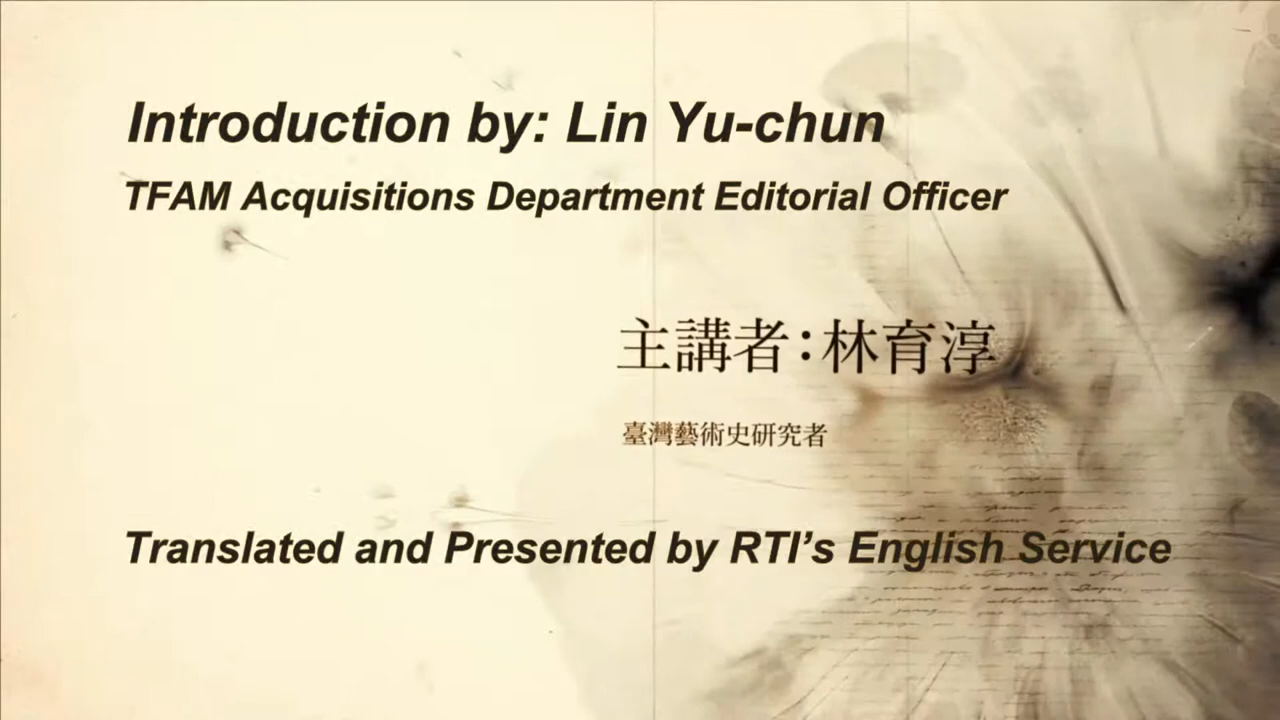 Introduction by: Lin Yu-chun
TFAM Acquisitions Department Editorial Officer
主講者：林育淳
臺灣藝術史研究者
Translated and Presented by RTI’s English Service